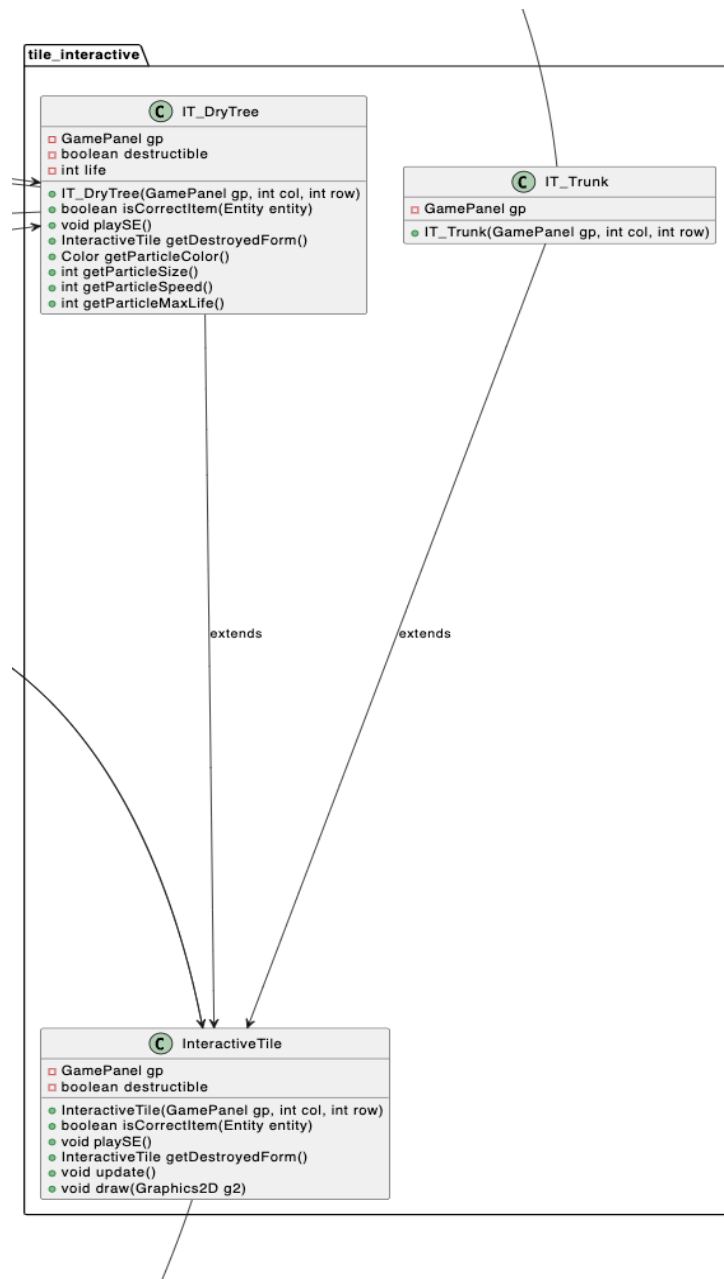 tile_interactive
C IT_DryTree
GamePanel gp
boolean destructible
int life
IT_DryTree(GamePanel gp, int col, int row)
boolean isCorrectItem(Entity entity)
void playSE()
InteractiveTile getDestroyedForm()
Color getParticleColor()
int getParticleSize()
int getParticleSpeed()
int getParticleMaxLife()
C IT_Trunk
GamePanel gp
IT_Trunk(GamePanel gp, int col, int row)
extends
extends
C InteractiveTile
GamePanel gp
boolean destructible
InteractiveTile(GamePanel gp, int col, int row)
boolean isCorrectItem(Entity entity)
void playSE()
InteractiveTile getDestroyedForm()
void update()
void draw(Graphics2D g2)